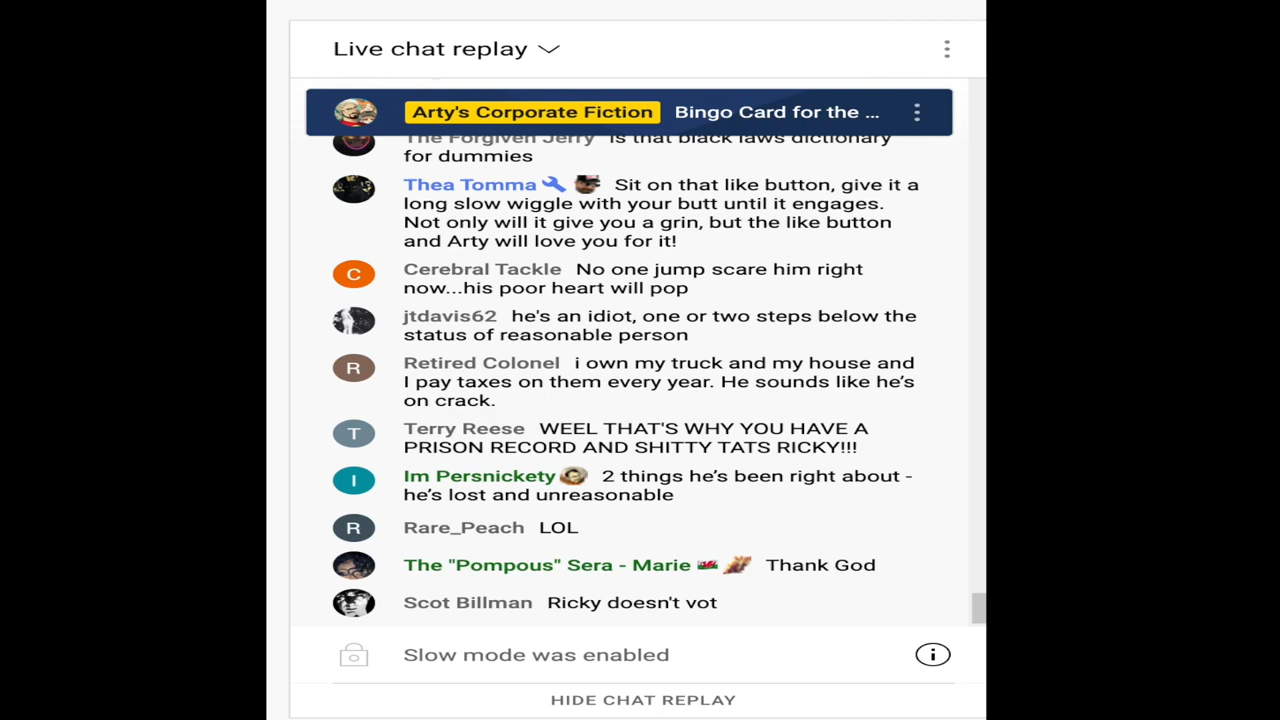 Live chat replay
Arty's Corporate Fiction Bingo Card for the ...
The Forgiven Jerry is that black laws dictionary
for dummies
Thea Tomma Sit on that like button, give it a
long slow wiggle with your butt until it engages.
Not only will it give you a grin, but the like button
and Arty will love you for it!
C Cerebral Tackle No one jump scare him right
now...his poor heart will pop
jtdavis62 he's an idiot, one or two steps below the
status of reasonable person
R Retired Colonel i own my truck and my house and
I pay taxes on them every year. He sounds like he’s
on crack.
T Terry Reese WEEL THAT'S WHY YOU HAVE A
PRISON RECORD AND SHITTY TATS RICKY!!!
I Im Persnickety 2 things he’s been right about -
he’s lost and unreasonable
R Rare_Peach LOL
The "Pompous" Sera - Marie Thank God
Scot Billman Ricky doesn't vot
Slow mode was enabled
HIDE CHAT REPLAY